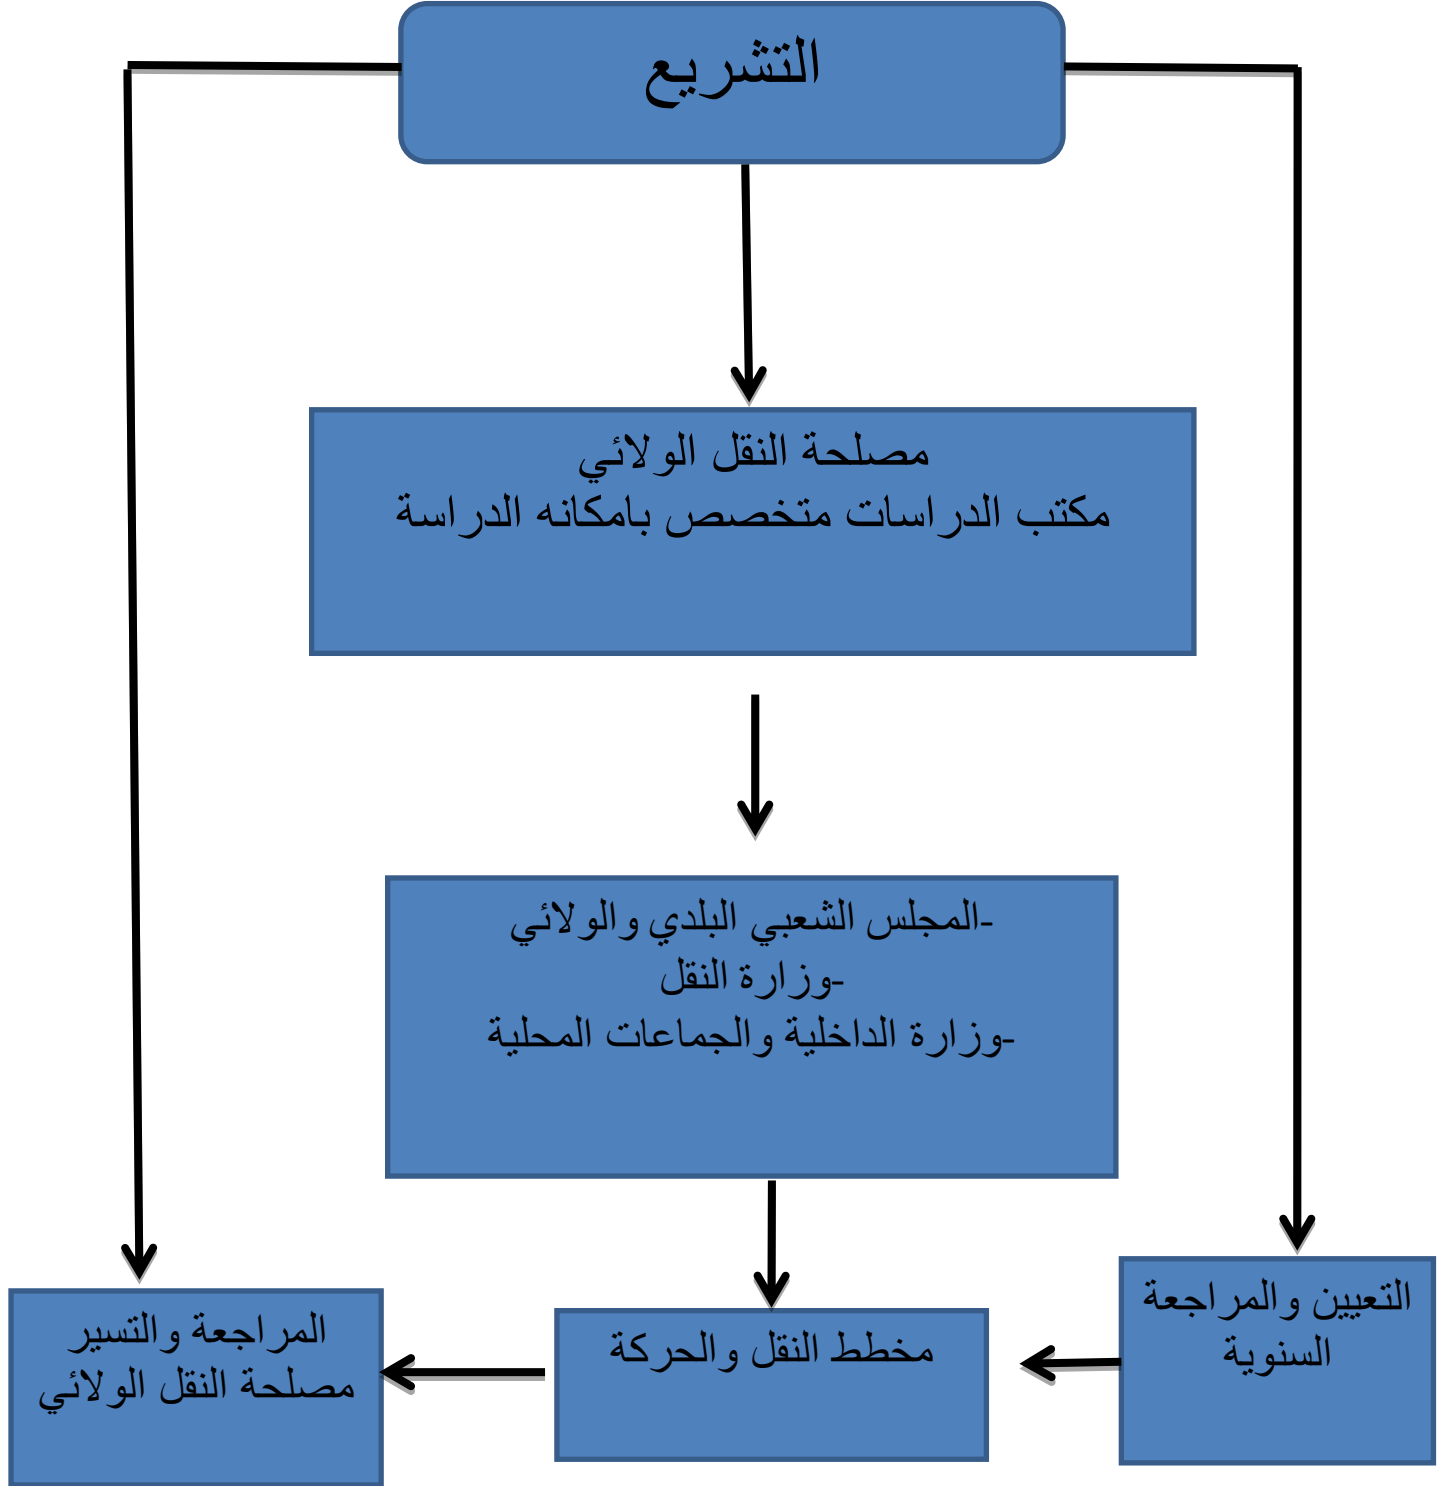 التشريع
مصلحة النقل الولائي
مكتب الدراسات متخصص بامكانه الدراسة
-المجلس الشعبي البلدي والولائي
-وزارة النقل
-وزارة الداخلية والجماعات المحلية
التعيين والمراجعة
السنوية
مخطط النقل والحركة
المراجعة والتسير
مصلحة النقل الولائي